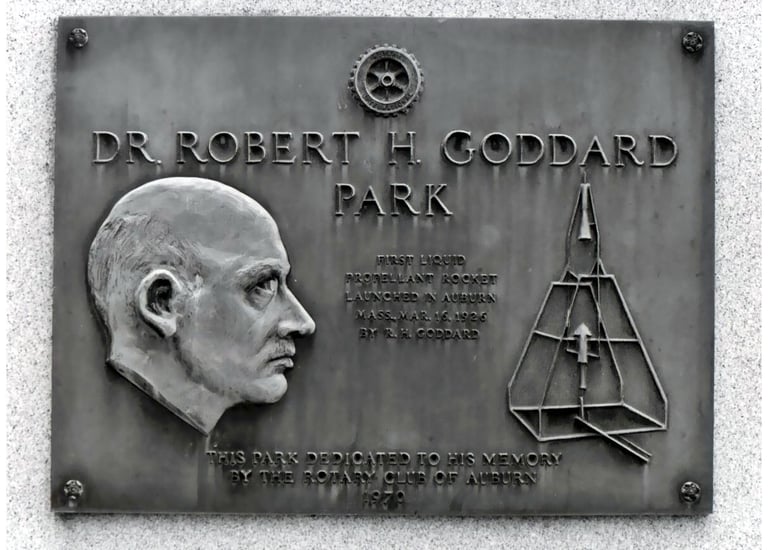 DR. ROBERT H. GODDARD
PARK
FIRST LIQUID
PROPELLANT ROCKET
LAUNCHED IN AUBURN
MASS., MAR. 16, 1926
BY R. H. GODDARD
THIS PARK DEDICATED TO HIS MEMORY
BY THE ROTARY CLUB OF AUBURN
1970